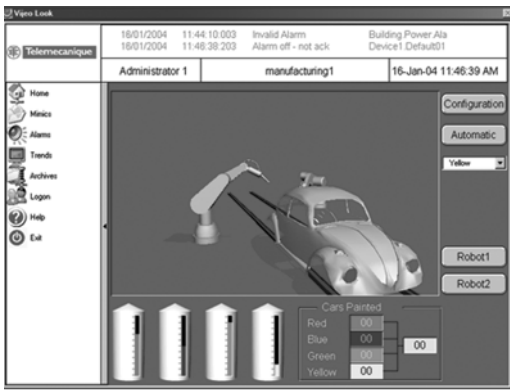 Vijeo Look
16/01/2004 11:44:10:003 Invalid Alarm Building Power.Ala
16/01/2004 11:46:38:203 Alarm off - not ack Device1.Default01
Telemecanique
Administrator 1 manufacturing1 16-Jan-04 11:46:39 AM
Home
Mimics
Alarms
Trends
Archives
Logon
Help
Exit
Configuration
Automatic
Yellow
Robot1
Robot2
Cars Painted
Red 00
Blue 00
00
Green 00
Yellow 00